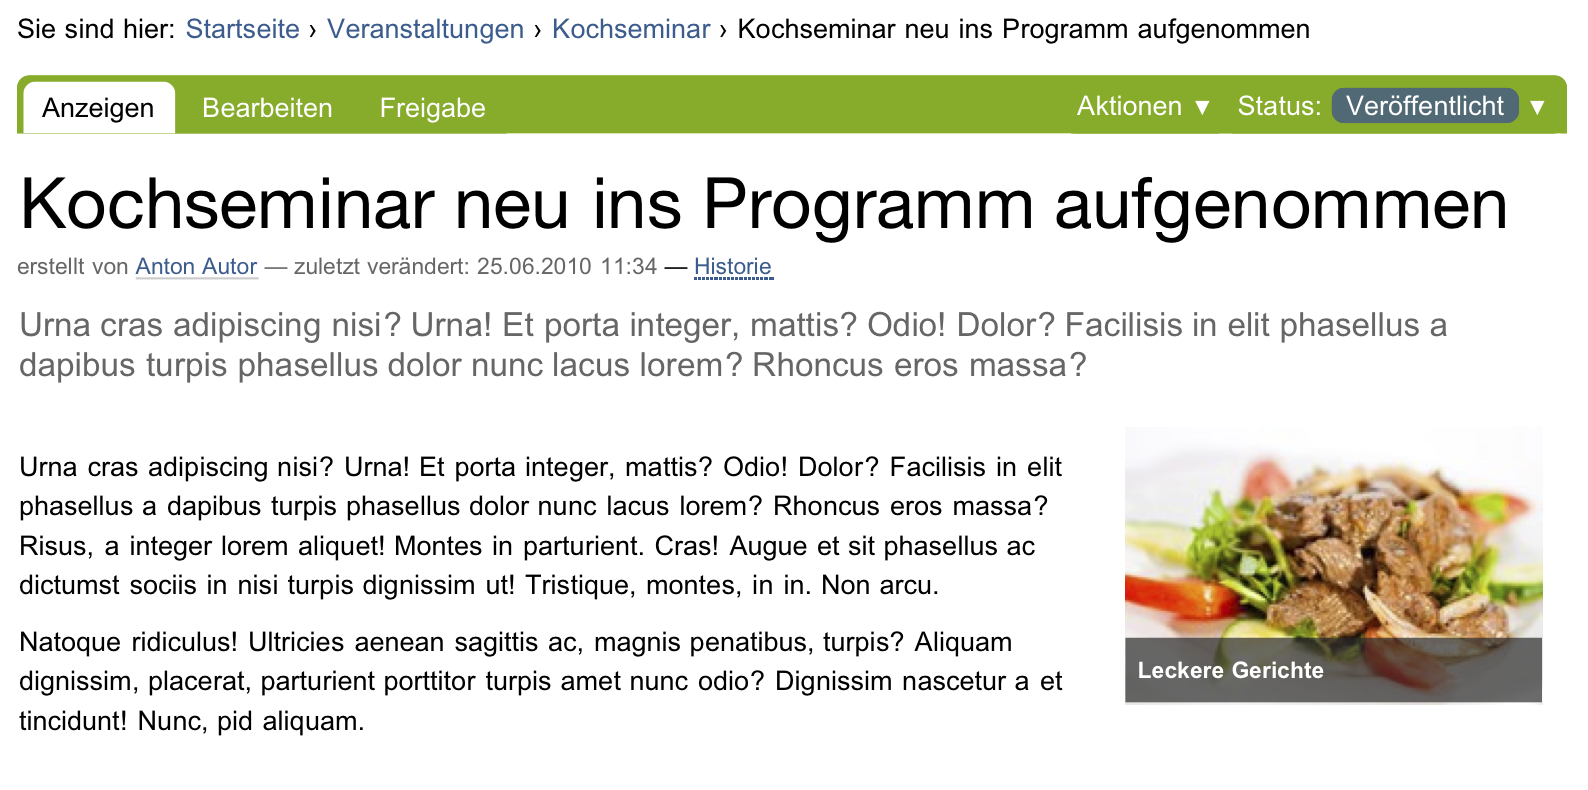 Sie sind hier: Startseite › Veranstaltungen › Kochseminar › Kochseminar neu ins Programm aufgenommen
Anzeigen Bearbeiten Freigabe Aktionen ▼ Status: Veröffentlicht ▼
Kochseminar neu ins Programm aufgenommen
erstellt von Anton Autor — zuletzt verändert: 25.06.2010 11:34 — Historie
Urna cras adipiscing nisi? Urna! Et porta integer, mattis? Odio! Dolor? Facilisis in elit phasellus a
dapibus turpis phasellus dolor nunc lacus lorem? Rhoncus eros massa?
Urna cras adipiscing nisi? Urna! Et porta integer, mattis? Odio! Dolor? Facilisis in elit
phasellus a dapibus turpis phasellus dolor nunc lacus lorem? Rhoncus eros massa?
Risus, a integer lorem aliquet! Montes in parturient. Cras! Augue et sit phasellus ac
dictumst sociis in nisi turpis dignissim ut! Tristique, montes, in in. Non arcu.
Natoque ridiculus! Ultricies aenean sagittis ac, magnis penatibus, turpis? Aliquam
dignissim, placerat, parturient porttitor turpis amet nunc odio? Dignissim nascetur a et
tincidunt! Nunc, pid aliquam.
Leckere Gerichte